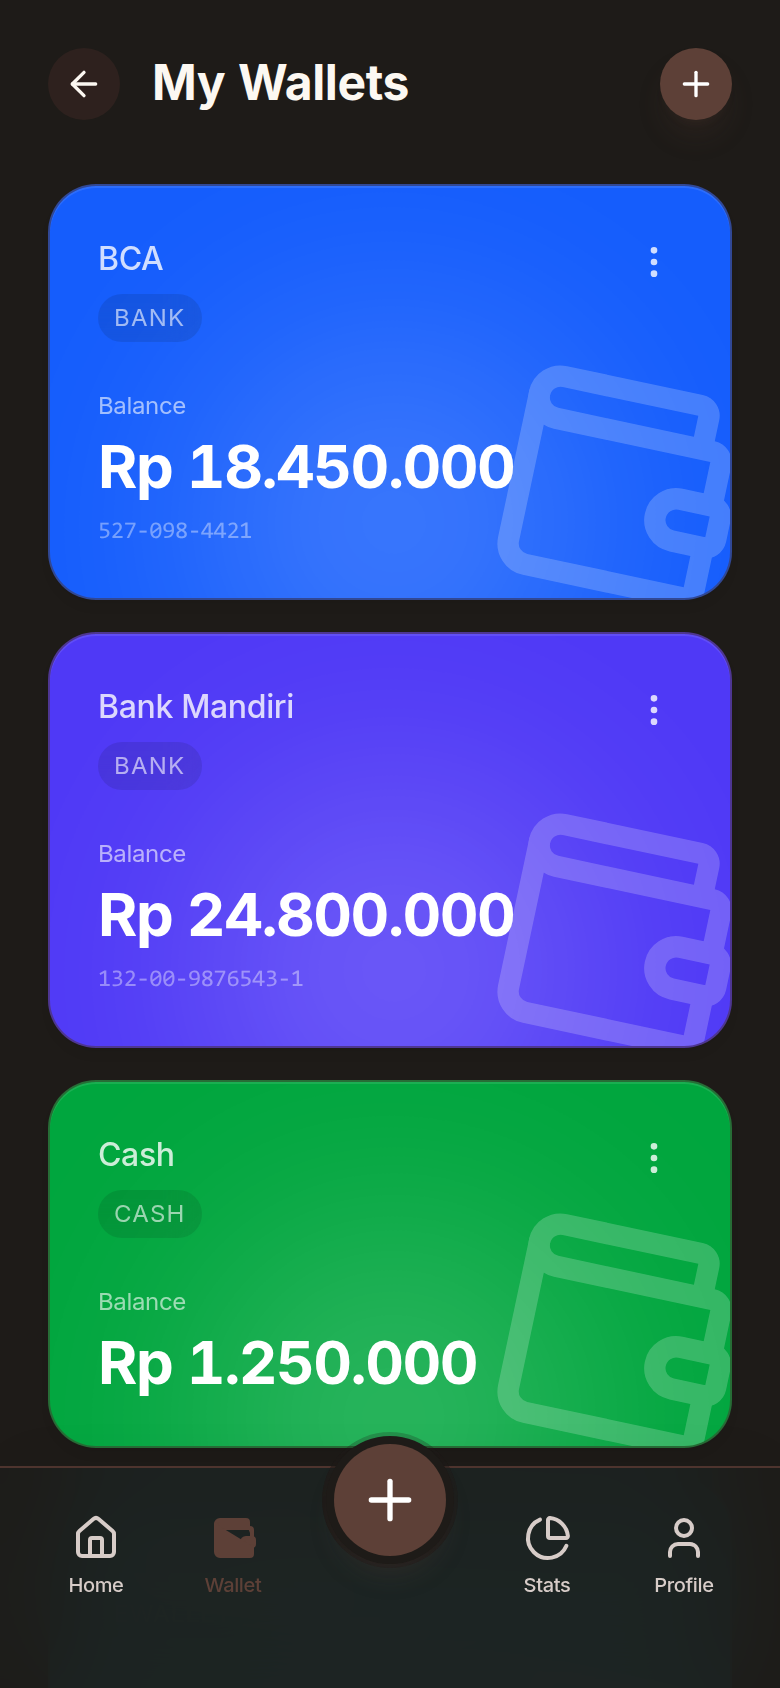 My Wallets
BCA
BANK
Balance
Rp 18.450.000
527-098-4421
Bank Mandiri
BANK
Balance
Rp 24.800.000
132-00-9876543-1
Cash
CASH
Balance
Rp 1.250.000
Home
Wallet
Stats
Profile